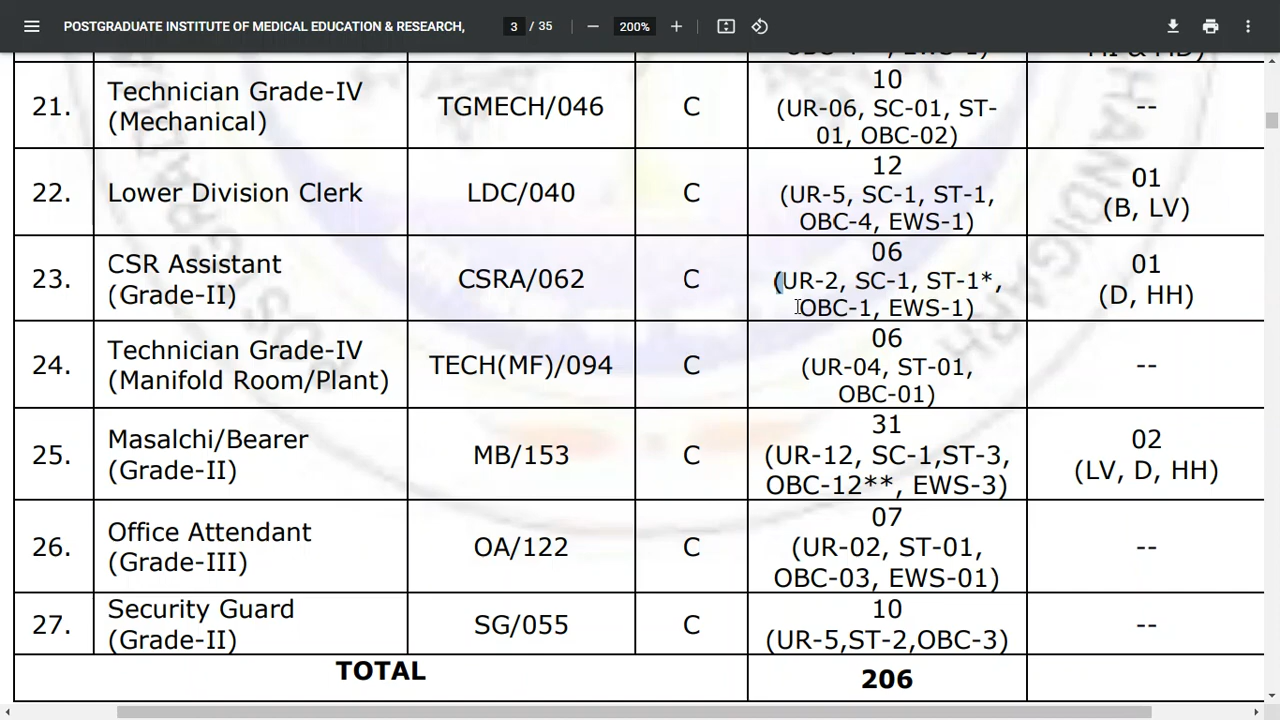 POSTGRADUATE INSTITUTE OF MEDICAL EDUCATION & RESEARCH,
3 / 35
200%
21.
Technician Grade-IV
(Mechanical)
TGMECH/046
C
10
(UR-06, SC-01, ST-
01, OBC-02)
--
22.
Lower Division Clerk
LDC/040
C
12
(UR-5, SC-1, ST-1,
OBC-4, EWS-1)
01
(B, LV)
23.
CSR Assistant
(Grade-II)
CSRA/062
C
06
(UR-2, SC-1, ST-1*,
OBC-1, EWS-1)
01
(D, HH)
24.
Technician Grade-IV
(Manifold Room/Plant)
TECH(MF)/094
C
06
(UR-04, ST-01,
OBC-01)
--
25.
Masalchi/Bearer
(Grade-II)
MB/153
C
31
(UR-12, SC-1,ST-3,
OBC-12**, EWS-3)
02
(LV, D, HH)
26.
Office Attendant
(Grade-III)
OA/122
C
07
(UR-02, ST-01,
OBC-03, EWS-01)
--
27.
Security Guard
(Grade-II)
SG/055
C
10
(UR-5,ST-2,OBC-3)
--
TOTAL
206